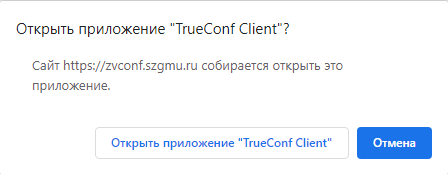 Открыть приложение "TrueConf Client"?
Сайт https://zvconf.szgmu.ru собирается открыть это
приложение.
Открыть приложение "TrueConf Client"
Отмена